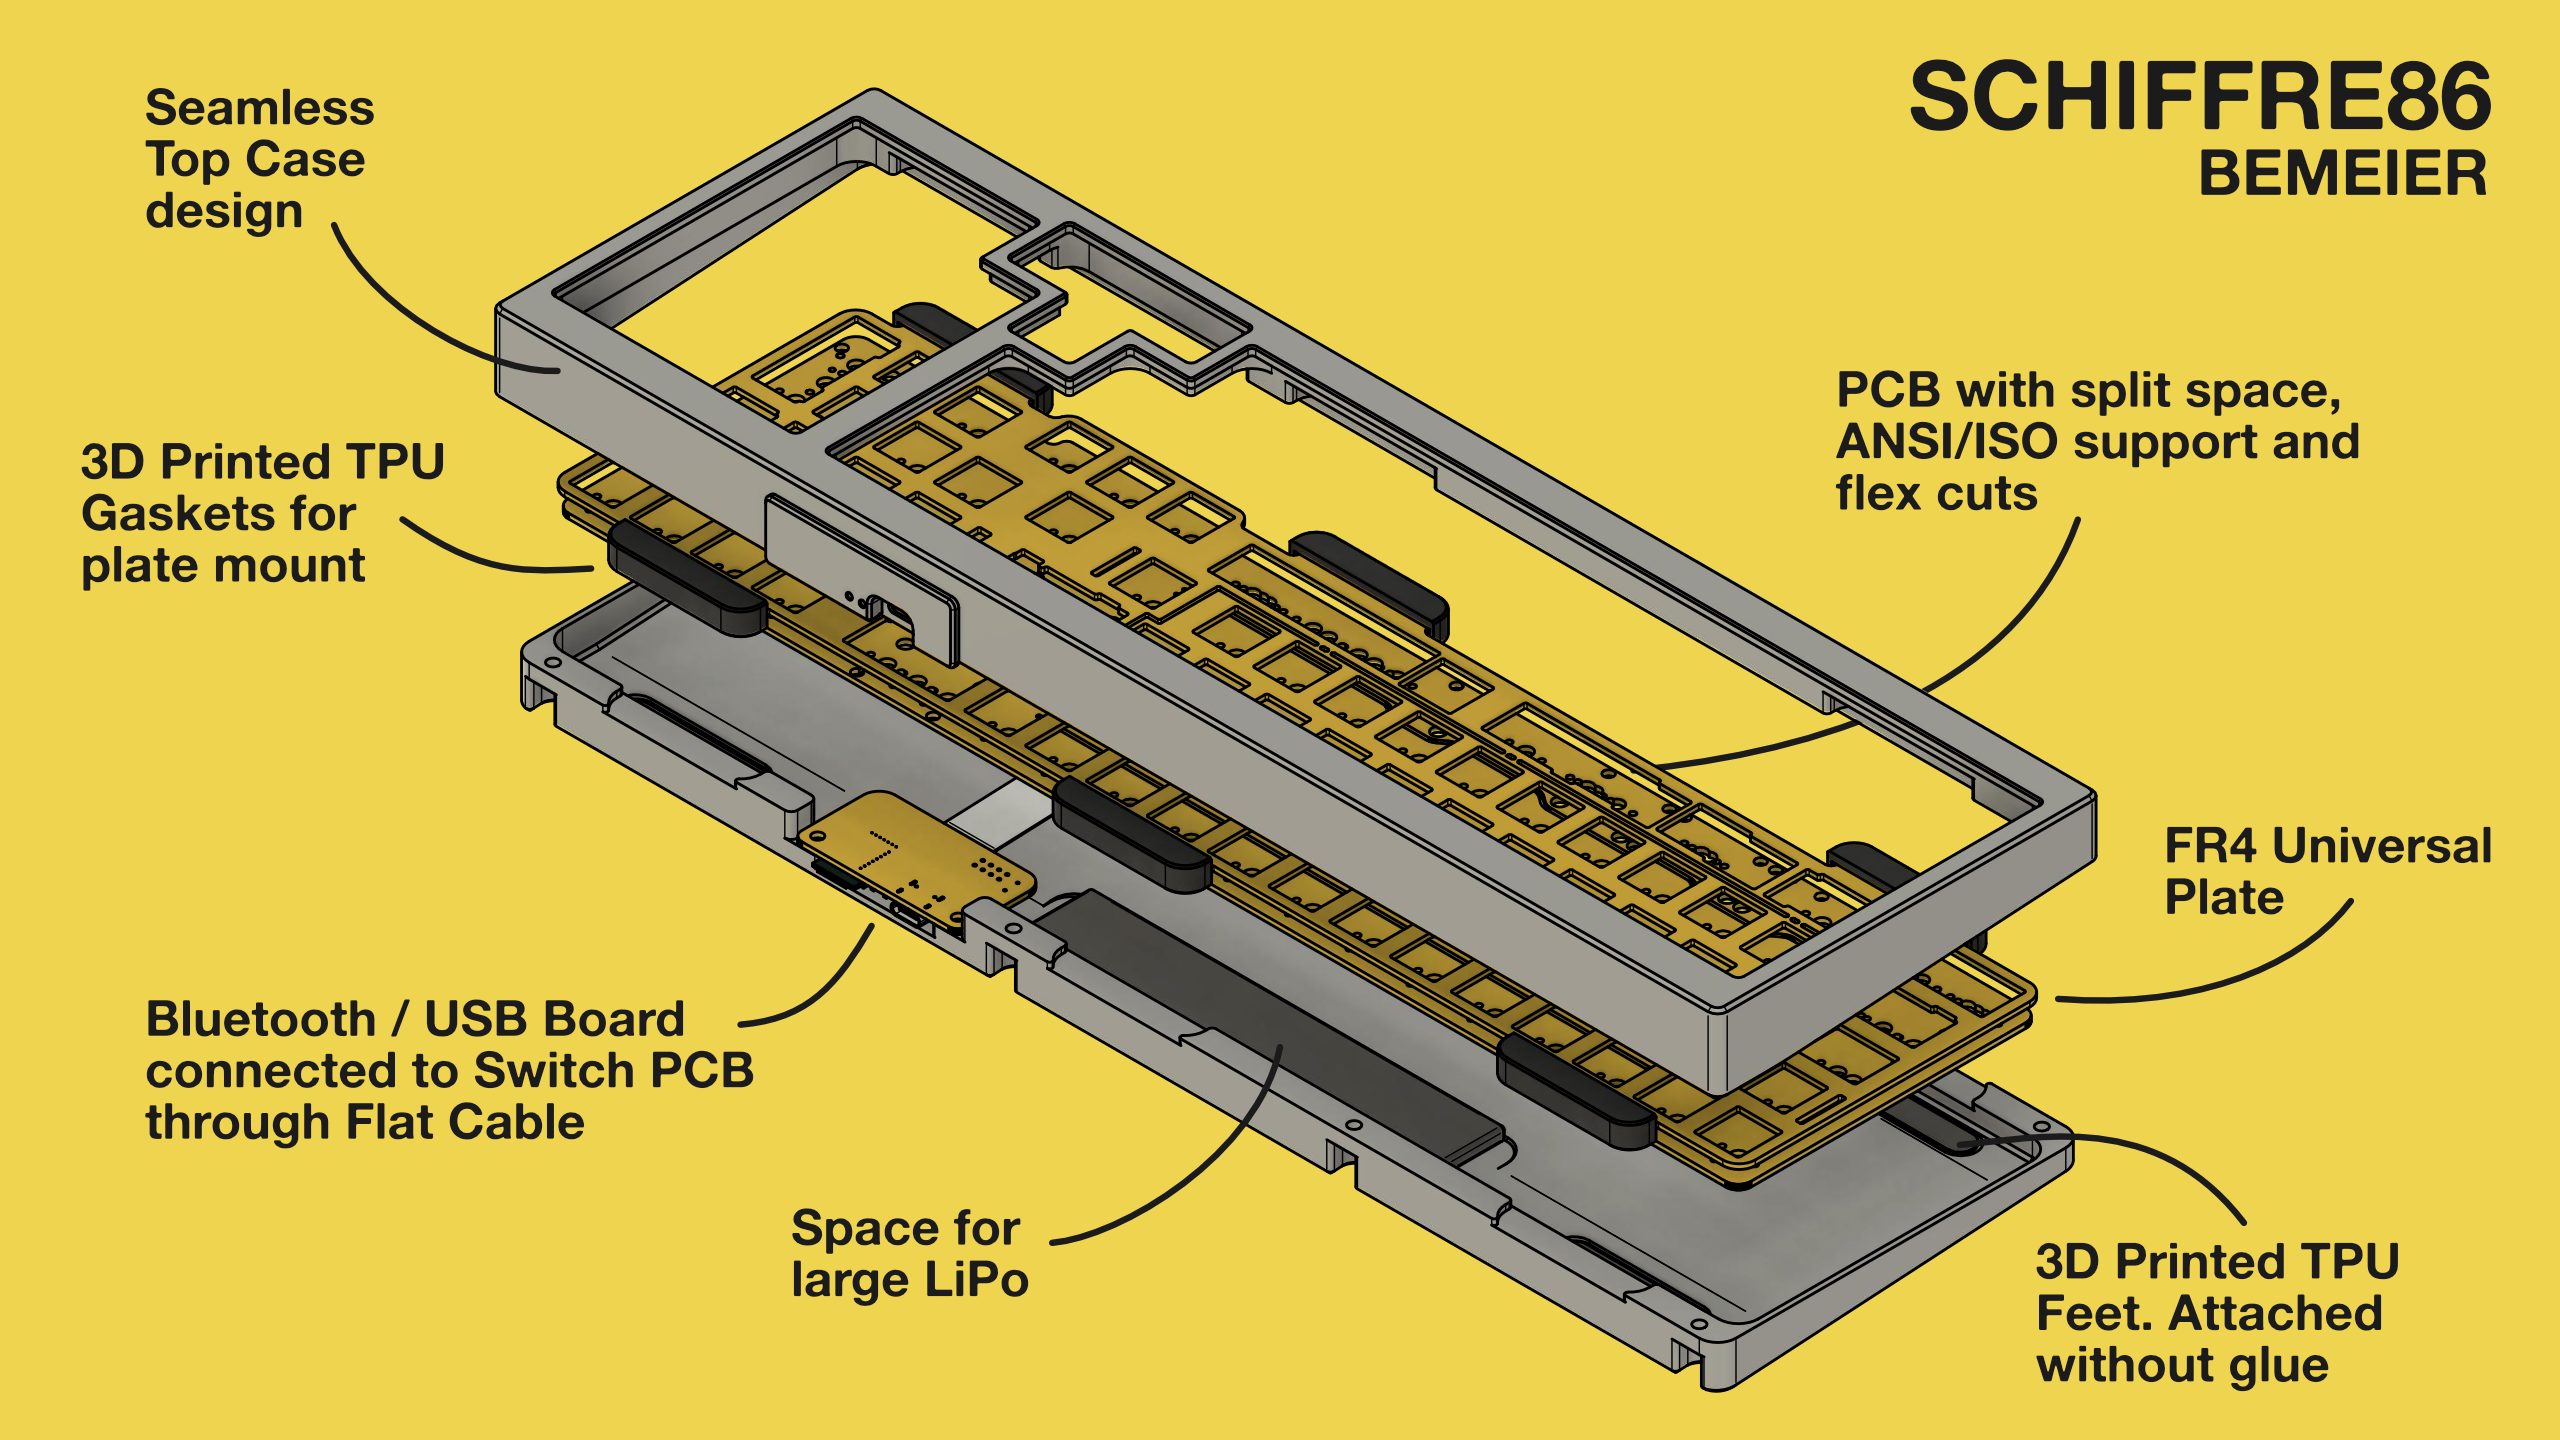 SCHIFFRE86
BEMEIER
Seamless
Top Case
design
3D Printed TPU
Gaskets for
plate mount
PCB with split space,
ANSI/ISO support and
flex cuts
FR4 Universal
Plate
Bluetooth / USB Board
connected to Switch PCB
through Flat Cable
Space for
large LiPo
3D Printed TPU
Feet. Attached
without glue